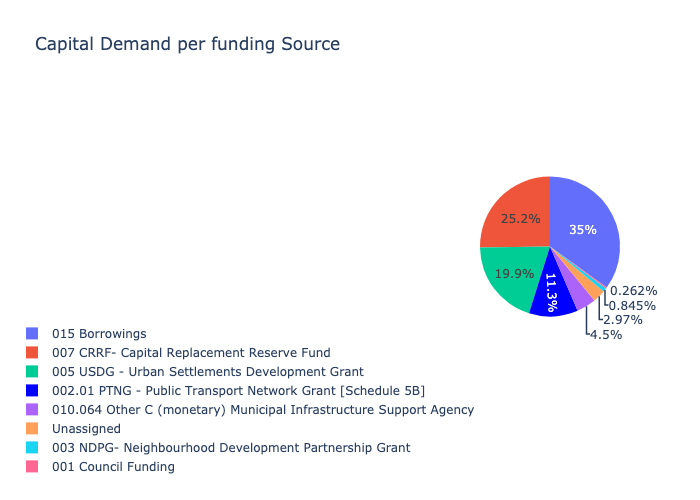 Capital Demand per funding Source
25.2%
35%
19.9%
11.3%
0.262%
0.845%
2.97%
4.5%
015 Borrowings
007 CRRF- Capital Replacement Reserve Fund
005 USDG - Urban Settlements Development Grant
002.01 PTNG - Public Transport Network Grant [Schedule 5B]
010.064 Other C (monetary) Municipal Infrastructure Support Agency
Unassigned
003 NDPG- Neighbourhood Development Partnership Grant
001 Council Funding